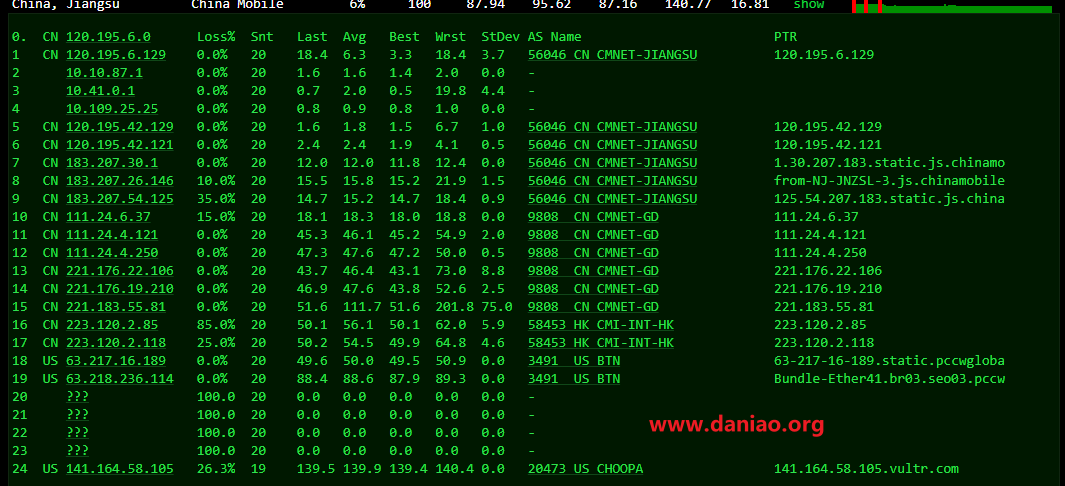 China, Jiangsu China Mobile 6% 100 87.94 95.62 87.16 140.77 16.81 show
0. CN 120.195.6.0 Loss% Snt Last Avg Best Wrst StDev AS Name PTR
1 CN 120.195.6.129 0.0% 20 18.4 6.3 3.3 18.4 3.7 56046 CN CMNET-JIANGSU 120.195.6.129
2 10.10.87.1 0.0% 20 1.6 1.6 1.4 2.0 0.0 -
3 10.41.0.1 0.0% 20 0.7 2.0 0.5 19.8 4.4 -
4 10.109.25.25 0.0% 20 0.8 0.9 0.8 1.0 0.0 -
5 CN 120.195.42.129 0.0% 20 1.6 1.8 1.5 6.7 1.0 56046 CN CMNET-JIANGSU 120.195.42.129
6 CN 120.195.42.121 0.0% 20 2.4 2.4 1.9 4.1 0.5 56046 CN CMNET-JIANGSU 120.195.42.121
7 CN 183.207.30.1 0.0% 20 12.0 12.0 11.8 12.4 0.0 56046 CN CMNET-JIANGSU 1.30.207.183.static.js.chinamo
8 CN 183.207.26.146 10.0% 20 15.5 15.8 15.2 21.9 1.5 56046 CN CMNET-JIANGSU from-NJ-JNZSL-3.js.chinamobile
9 CN 183.207.54.125 35.0% 20 14.7 15.2 14.7 18.4 0.9 56046 CN CMNET-JIANGSU 125.54.207.183.static.js.china
10 CN 111.24.6.37 15.0% 20 18.1 18.3 18.0 18.8 0.0 9808 CN CMNET-GD 111.24.6.37
11 CN 111.24.4.121 0.0% 20 45.3 46.1 45.2 54.9 2.0 9808 CN CMNET-GD 111.24.4.121
12 CN 111.24.4.250 0.0% 20 47.3 47.6 47.2 50.0 0.5 9808 CN CMNET-GD 111.24.4.250
13 CN 221.176.22.106 0.0% 20 43.7 46.4 43.1 73.0 8.8 9808 CN CMNET-GD 221.176.22.106
14 CN 221.176.19.210 0.0% 20 46.9 47.6 43.8 52.6 2.5 9808 CN CMNET-GD 221.176.19.210
15 CN 221.183.55.81 0.0% 20 51.6 111.7 51.6 201.8 75.0 9808 CN CMNET-GD 221.183.55.81
16 CN 223.120.2.85 85.0% 20 50.1 56.1 50.1 62.0 5.9 58453 HK CMI-INT-HK 223.120.2.85
17 CN 223.120.2.118 25.0% 20 50.2 54.5 49.9 64.8 4.6 58453 HK CMI-INT-HK 223.120.2.118
18 US 63.217.16.189 0.0% 20 49.6 50.0 49.5 50.9 0.0 3491 US BTN 63-217-16-189.static.pccwgloba
19 US 63.218.236.114 0.0% 20 88.4 88.6 87.9 89.3 0.0 3491 US BTN Bundle-Ether41.br03.seo03.pccw
20 ??? 100.0 20 0.0 0.0 0.0 0.0 0.0 -
21 ??? 100.0 20 0.0 0.0 0.0 0.0 0.0 -
22 ??? 100.0 20 0.0 0.0 0.0 0.0 0.0 -
www.daniao.org
23 ??? 100.0 20 0.0 0.0 0.0 0.0 0.0 -
24 US 141.164.58.105 26.3% 19 139.5 139.9 139.4 140.4 0.0 20473 US CHOOPA 141.164.58.105.vultr.com